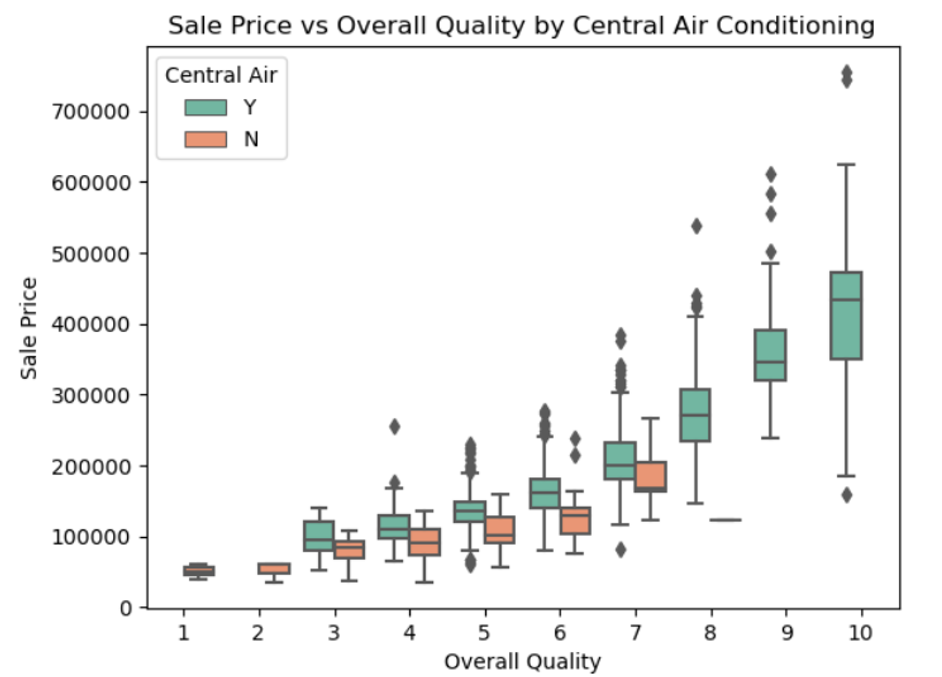 Sale Price vs Overall Quality by Central Air Conditioning
Central Air
Y
N
700000
600000
500000
400000
300000
200000
100000
0
Sale Price
1 2 3 4 5 6 7 8 9 10
Overall Quality